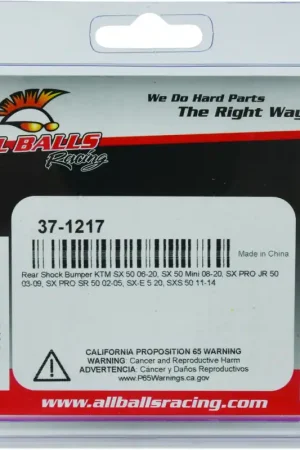 We Do Hard Parts
The Right Way
L-BALLS
Racing
37-1217
Made in China
Rear Shock Bumper KTM SX 50 06-20, SX 50 Mini 08-20, SX PRO JR 50
03-09, SX PRO SR 50 02-05, SX-E 5 20, SXS 50 11-14
CALIFORNIA PROPOSITION 65 WARNING
WARNING: Cancer and Reproductive Harm
ADVERTENCIA: Cáncer y Daños Reproductivos
www.P65Warnings.ca.gov
www.allballsracing.com